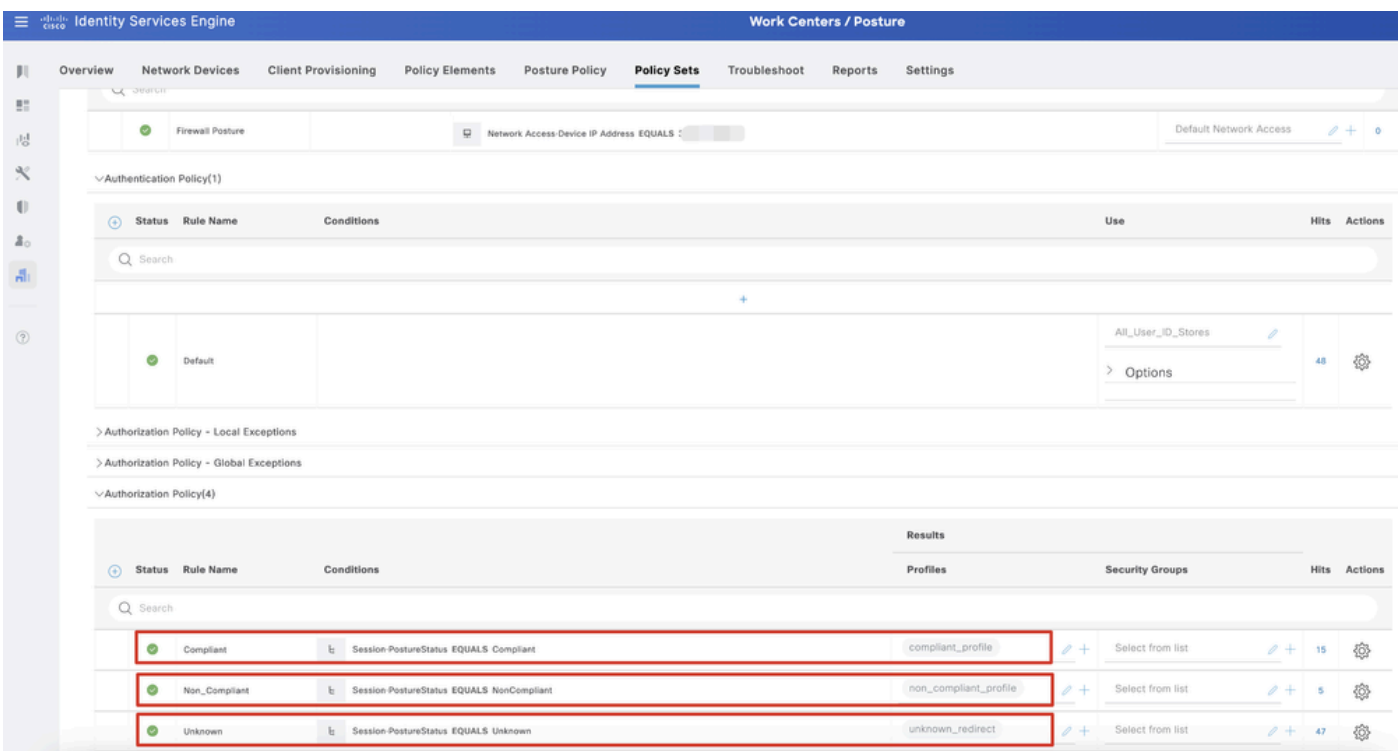 cisco Identity Services Engine Work Centers / Posture
Overview Network Devices Client Provisioning Policy Elements Posture Policy Policy Sets Troubleshoot Reports Settings
Search
Firewall Posture Network Access·Device IP Address EQUALS Default Network Access 0
Authentication Policy(1)
Status Rule Name Conditions Use Hits Actions
Search
+
All_User_ID_Stores
Default 48
> Options
>Authorization Policy - Local Exceptions
>Authorization Policy - Global Exceptions
Authorization Policy(4)
Results
Status Rule Name Conditions Profiles Security Groups Hits Actions
Search
Compliant Session·PostureStatus EQUALS Compliant compliant_profile Select from list 15
Non_Compliant Session·PostureStatus EQUALS NonCompliant non_compliant_profile Select from list 5
Unknown Session·PostureStatus EQUALS Unknown unknown_redirect Select from list 47